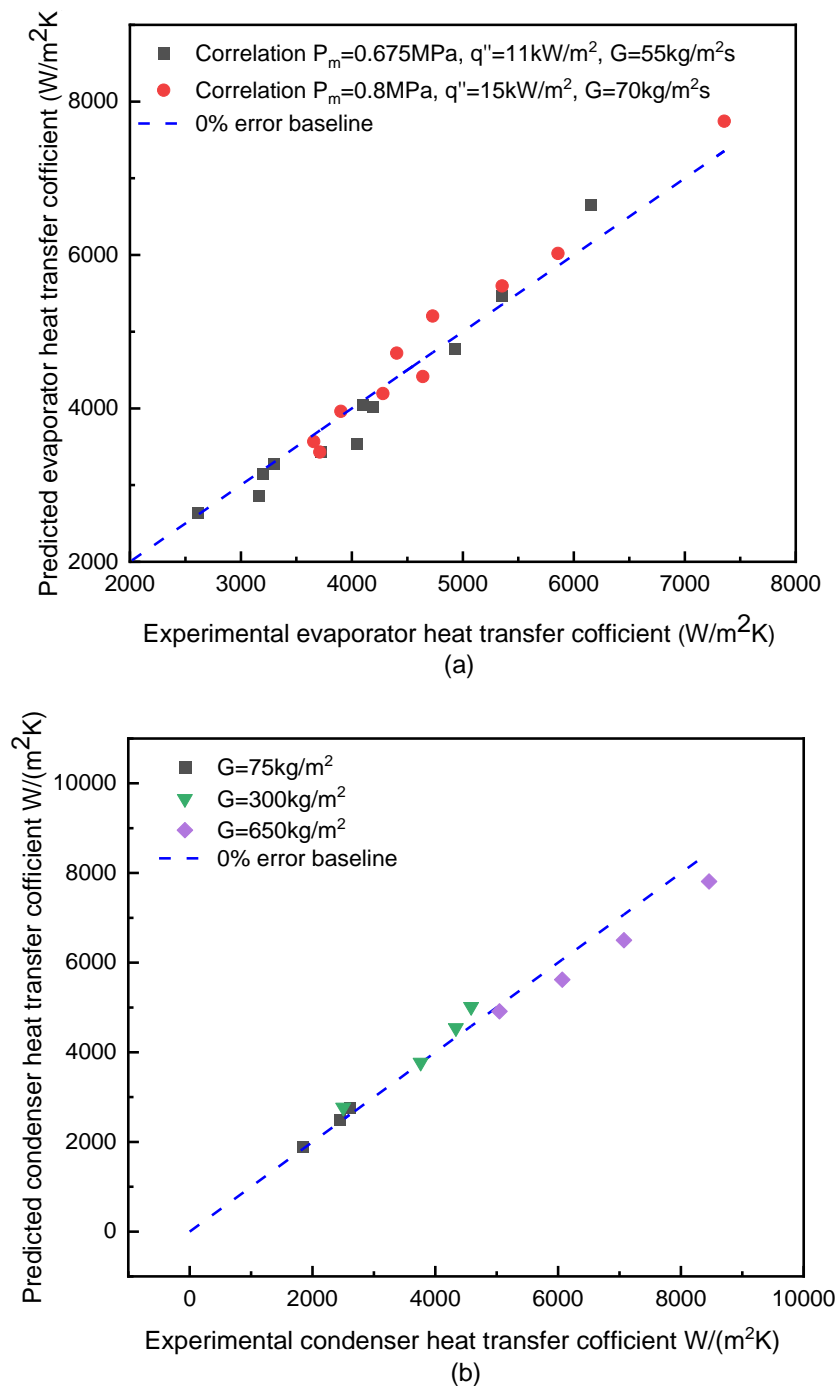 Correlation Pm=0.675MPa, q''=11kW/m², G=55kg/m²s
Correlation Pm=0.8MPa, q''=15kW/m², G=70kg/m²s
0% error baseline
Predicted evaporator heat transfer cofficient (W/m²K
8000
6000
4000
2000
2000 3000 4000 5000 6000 7000 8000
Experimental evaporator heat transfer cofficient (W/m²K)
(a)
G=75kg/m²
G=300kg/m²
G=650kg/m²
0% error baseline
Predicted condenser heat transfer cofficient W/(m²K)
10000
8000
6000
4000
2000
0
0 2000 4000 6000 8000 10000
Experimental condenser heat transfer cofficient W/(m²K)
(b)